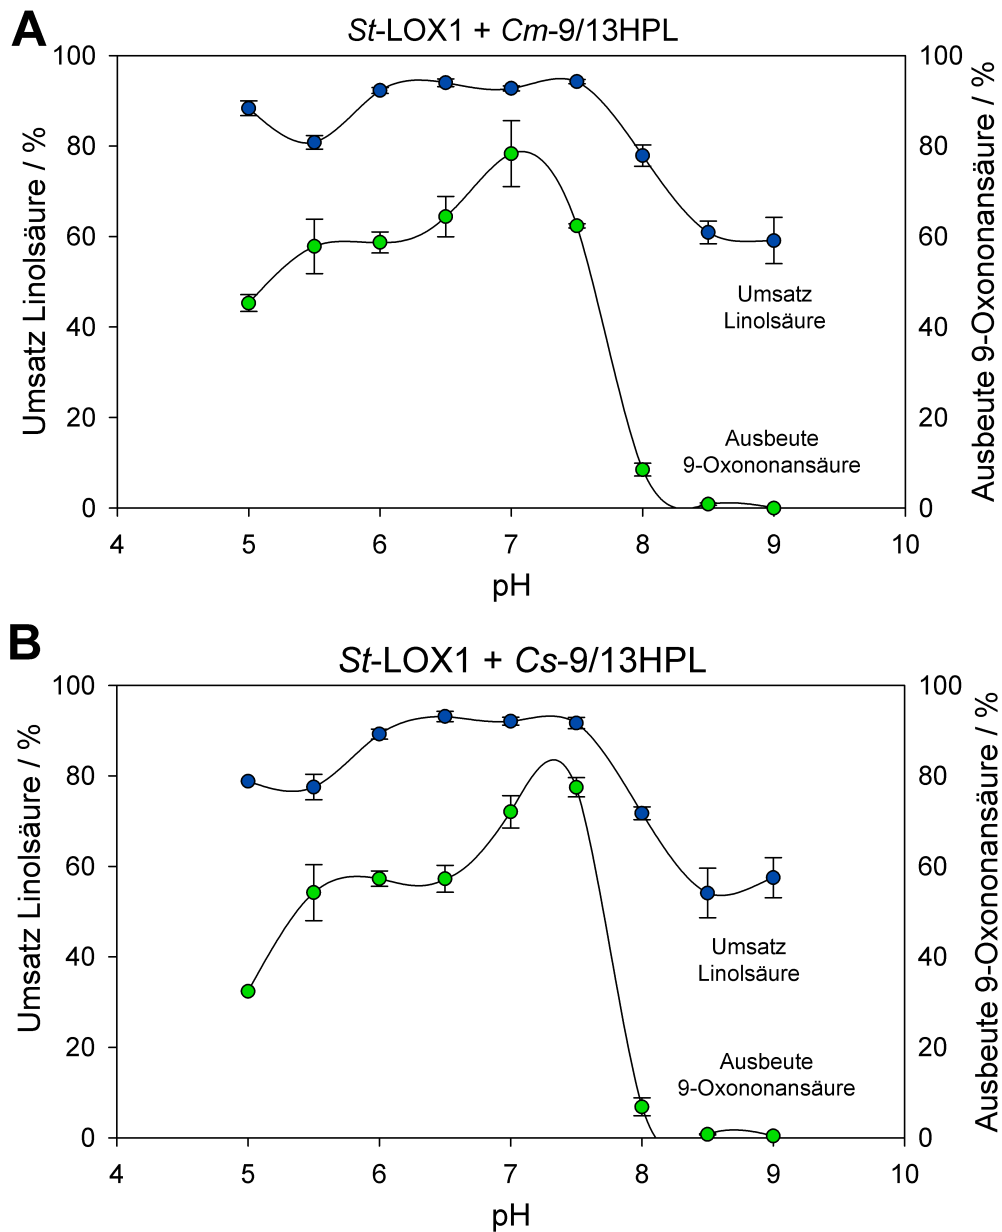 A
St-LOX1 + Cm-9/13HPL
100
80
60
40
20
0
Umsatz Linolsäure / %
100
80
60
40
20
0
Ausbeute 9-Oxononansäure / %
Umsatz
Linolsäure
Ausbeute
9-Oxononansäure
4 5 6 7 8 9 10
pH
B
St-LOX1 + Cs-9/13HPL
100
80
60
40
20
0
Umsatz Linolsäure / %
100
80
60
40
20
0
Ausbeute 9-Oxononansäure / %
Umsatz
Linolsäure
Ausbeute
9-Oxononansäure
4 5 6 7 8 9 10
pH